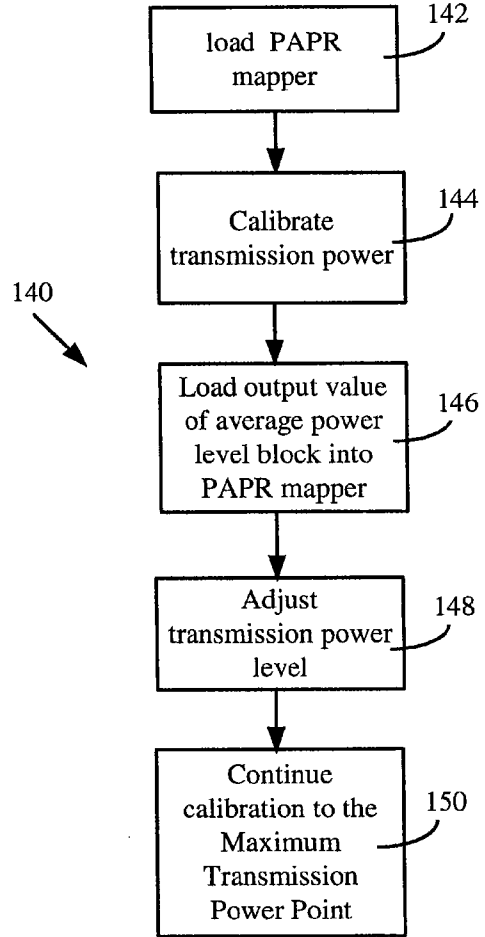 142
load PAPR
mapper
144
Calibrate
transmission power
140
Load output value
of average power
level block into
PAPR mapper
146
Adjust
transmission power
level
148
Continue
calibration to the
Maximum
Transmission
Power Point
150